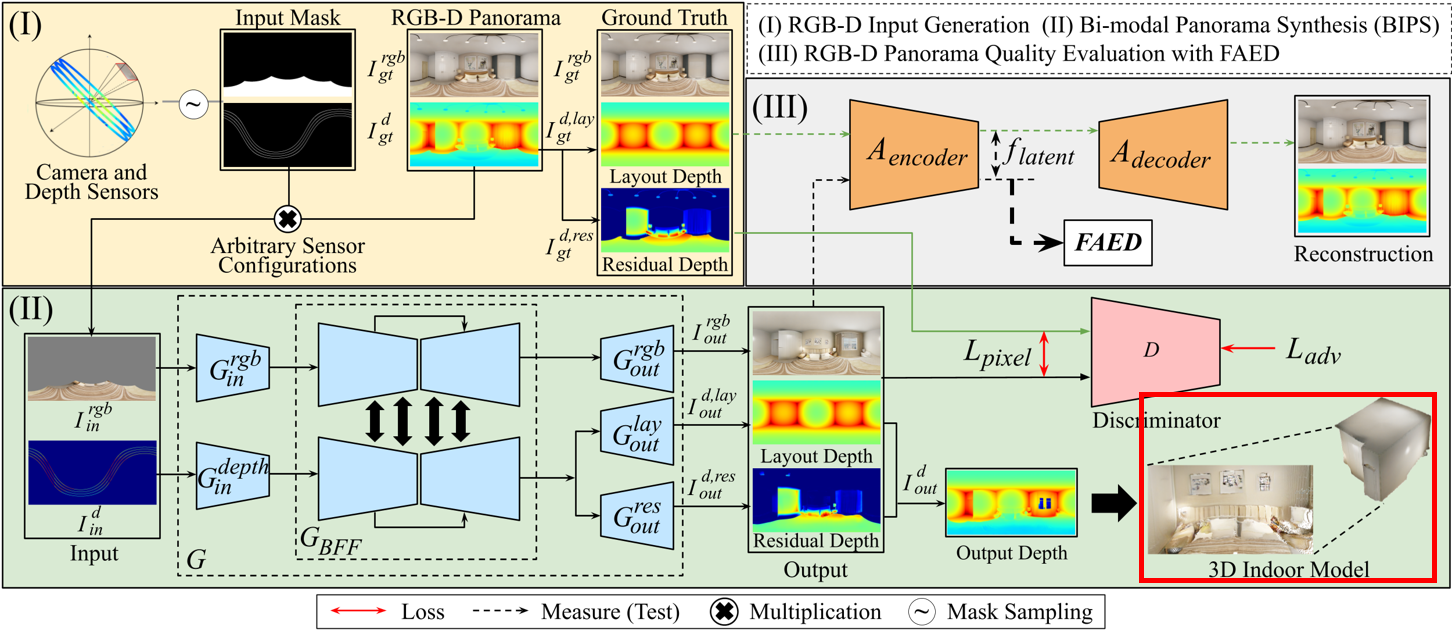 (I)
Input Mask
RGB-D Panorama
Ground Truth
I_{gt}^{rgb}
I_{gt}^{rgb}
I_{gt}^{d}
I_{gt}^{d,lay}
~
Camera and
Depth Sensors
Layout Depth
I_{gt}^{d,res}
Residual Depth
Arbitrary Sensor
Configurations
(I) RGB-D Input Generation (II) Bi-modal Panorama Synthesis (BIPS)
(III) RGB-D Panorama Quality Evaluation with FAED
(III)
A_{encoder}
f_{latent}
A_{decoder}
FAED
Reconstruction
(II)
I_{in}^{rgb}
I_{in}^{d}
Input
G_{in}^{rgb}
G_{in}^{depth}
G
G_{BFF}
G_{out}^{rgb}
G_{out}^{lay}
G_{out}^{res}
I_{out}^{rgb}
I_{out}^{d,lay}
I_{out}^{d,res}
Layout Depth
Residual Depth
Output
I_{out}^{d}
Output Depth
L_{pixel}
D
L_{adv}
Discriminator
3D Indoor Model
Loss
Measure (Test)
Multiplication
~ Mask Sampling